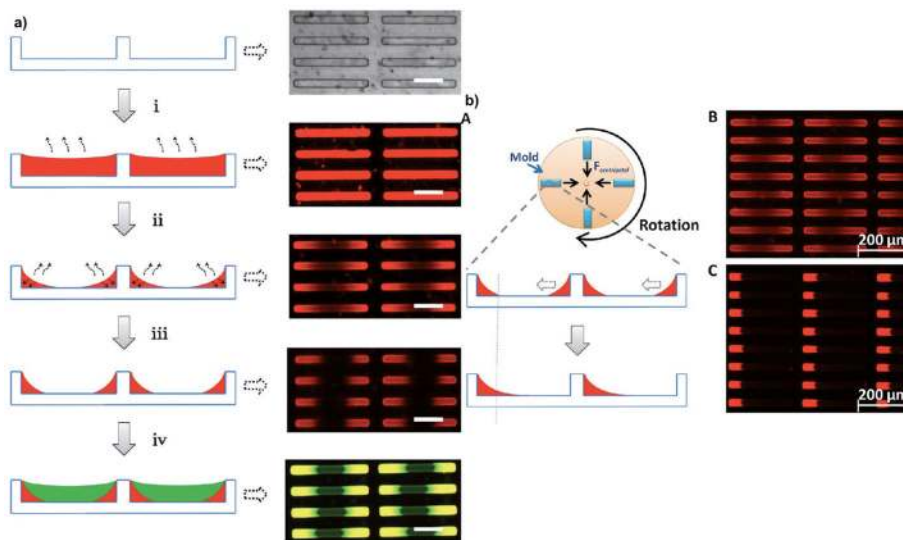 a)
i
ii
iii
iv
b)
A
Mold
F centripetal
Rotation
B
200 µm
C
200 µm